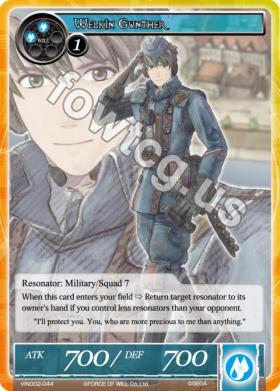 Welkin Gunther
WILL
1
fowtcg.us
Resonator: Military/Squad 7
When this card enters your field ⇨ Return target resonator to its
owner's hand if you control less resonators than your opponent.
"I'll protect you. You, who are more precious to me than anything."
ATK 700/ DEF 700
VIN002-044
©FORCE OF WILL Co.,Ltd.
©SEGA